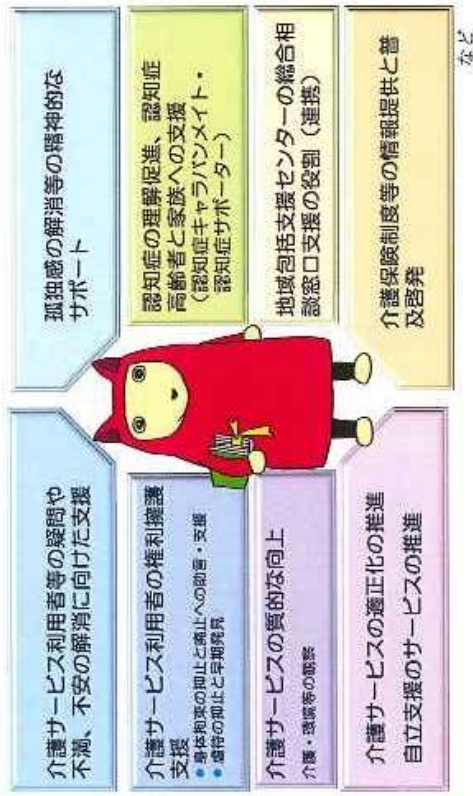 介護サービス利用者等の疑問や
不満、不安の解消に向けた支援
介護サービス利用者の権利擁護
支援
●身体拘束の抑止と廃止への助言・支援
●虐待の抑止と早期発見
介護サービスの質的な向上
介護・環境等の観察
介護サービスの適正化の推進
自立支援のサービスの推進
孤独感の解消等の精神的な
サポート
認知症の理解促進、認知症
高齢者と家族への支援
（認知症キャラバンメイト・
認知症サポーター）
地域包括支援センターの総合相
談窓口支援の役割（連携）
介護保険制度等の情報提供と普
及啓発
など